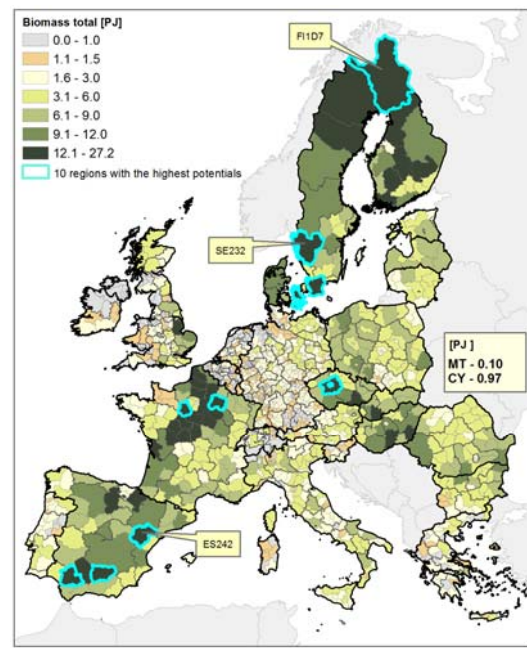 Biomass total [PJ]
0.0 - 1.0
1.1 - 1.5
1.6 - 3.0
3.1 - 6.0
6.1 - 9.0
9.1 - 12.0
12.1 - 27.2
10 regions with the highest potentials
FI1D7
SE232
[PJ ]
MT - 0.10
CY - 0.97
ES242